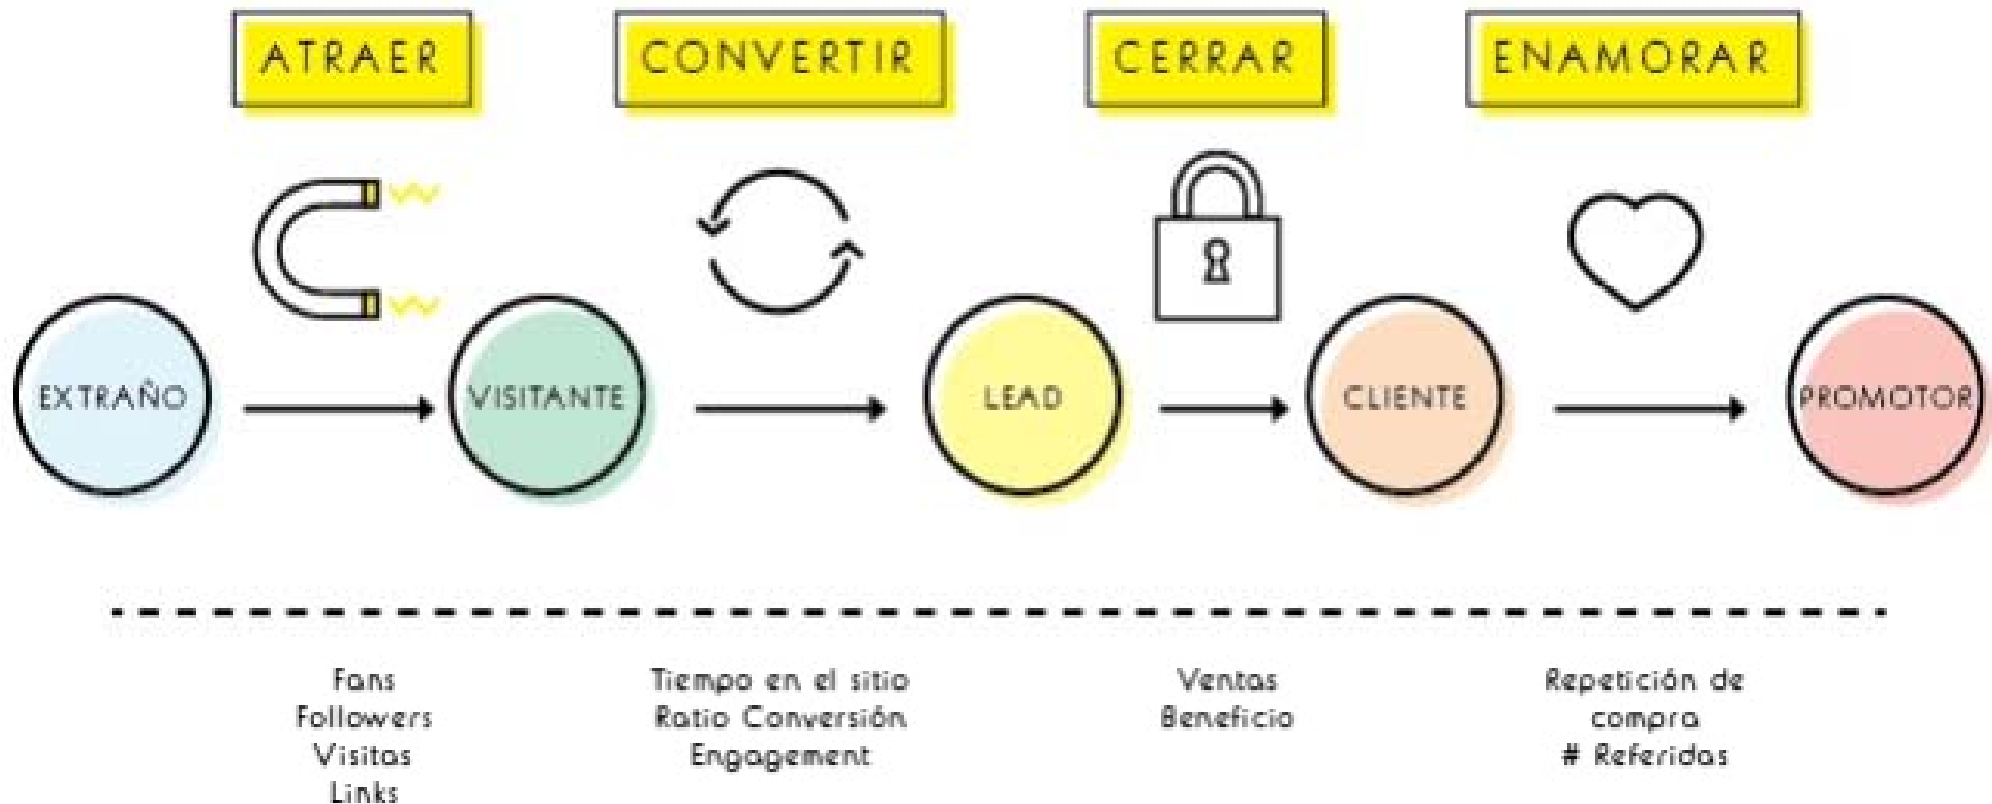 ATRAER
CONVERTIR
CERRAR
ENAMORAR
EXTRAÑO
VISITANTE
LEAD
CLIENTE
PROMOTOR
Fans
Followers
Visitas
Links
Tiempo en el sitio
Ratio Conversión
Engagement
Ventas
Beneficio
Repetición de
compra
# Referidas